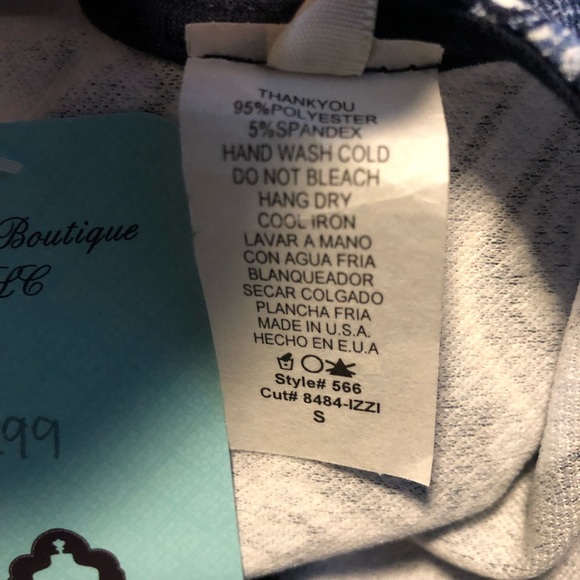 THANKYOU
95%POLYESTER
5%SPANDEX
HAND WASH COLD
DO NOT BLEACH
HANG DRY
COOL IRON
LAVAR A MANO
CON AGUA FRIA
BLANQUEADOR
SECAR COLGADO
PLANCHA FRIA
MADE IN U.S.A.
HECHO EN E.U.A
Style# 566
Cut# 8484-IZZI
S
Boutique
99